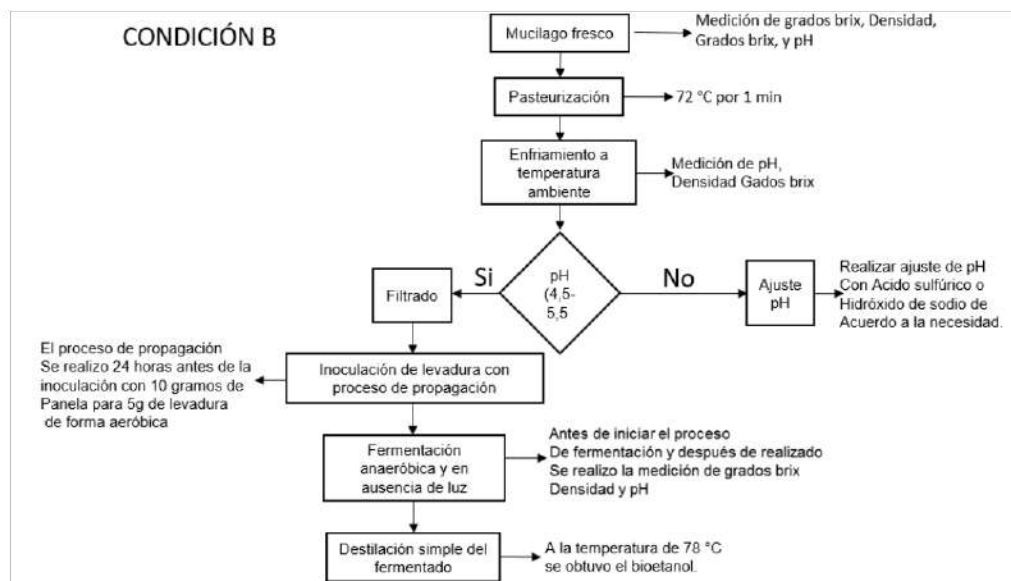 CONDICIÓN B
Mucilago fresco
Medición de grados brix, Densidad,
Grados brix, y pH
Pasteurización
72 °C por 1 min
Enfriamiento a
temperatura
ambiente
Medición de pH,
Densidad Gados brix
Si
pH
(4,5-
5,5
No
Filtrado
Ajuste
pH
Realizar ajuste de pH
Con Acido sulfúrico o
Hidróxido de sodio de
Acuerdo a la necesidad.
El proceso de propagación
Se realizo 24 horas antes de la
inoculación con 10 gramos de
Panela para 5g de levadura
de forma aeróbica
Inoculación de levadura con
proceso de propagación
Fermentación
anaeróbica y en
ausencia de luz
Antes de iniciar el proceso
De fermentación y después de realizado
Se realizo la medición de grados brix
Densidad y pH
Destilación simple del
fermentado
A la temperatura de 78 °C
se obtuvo el bioetanol.